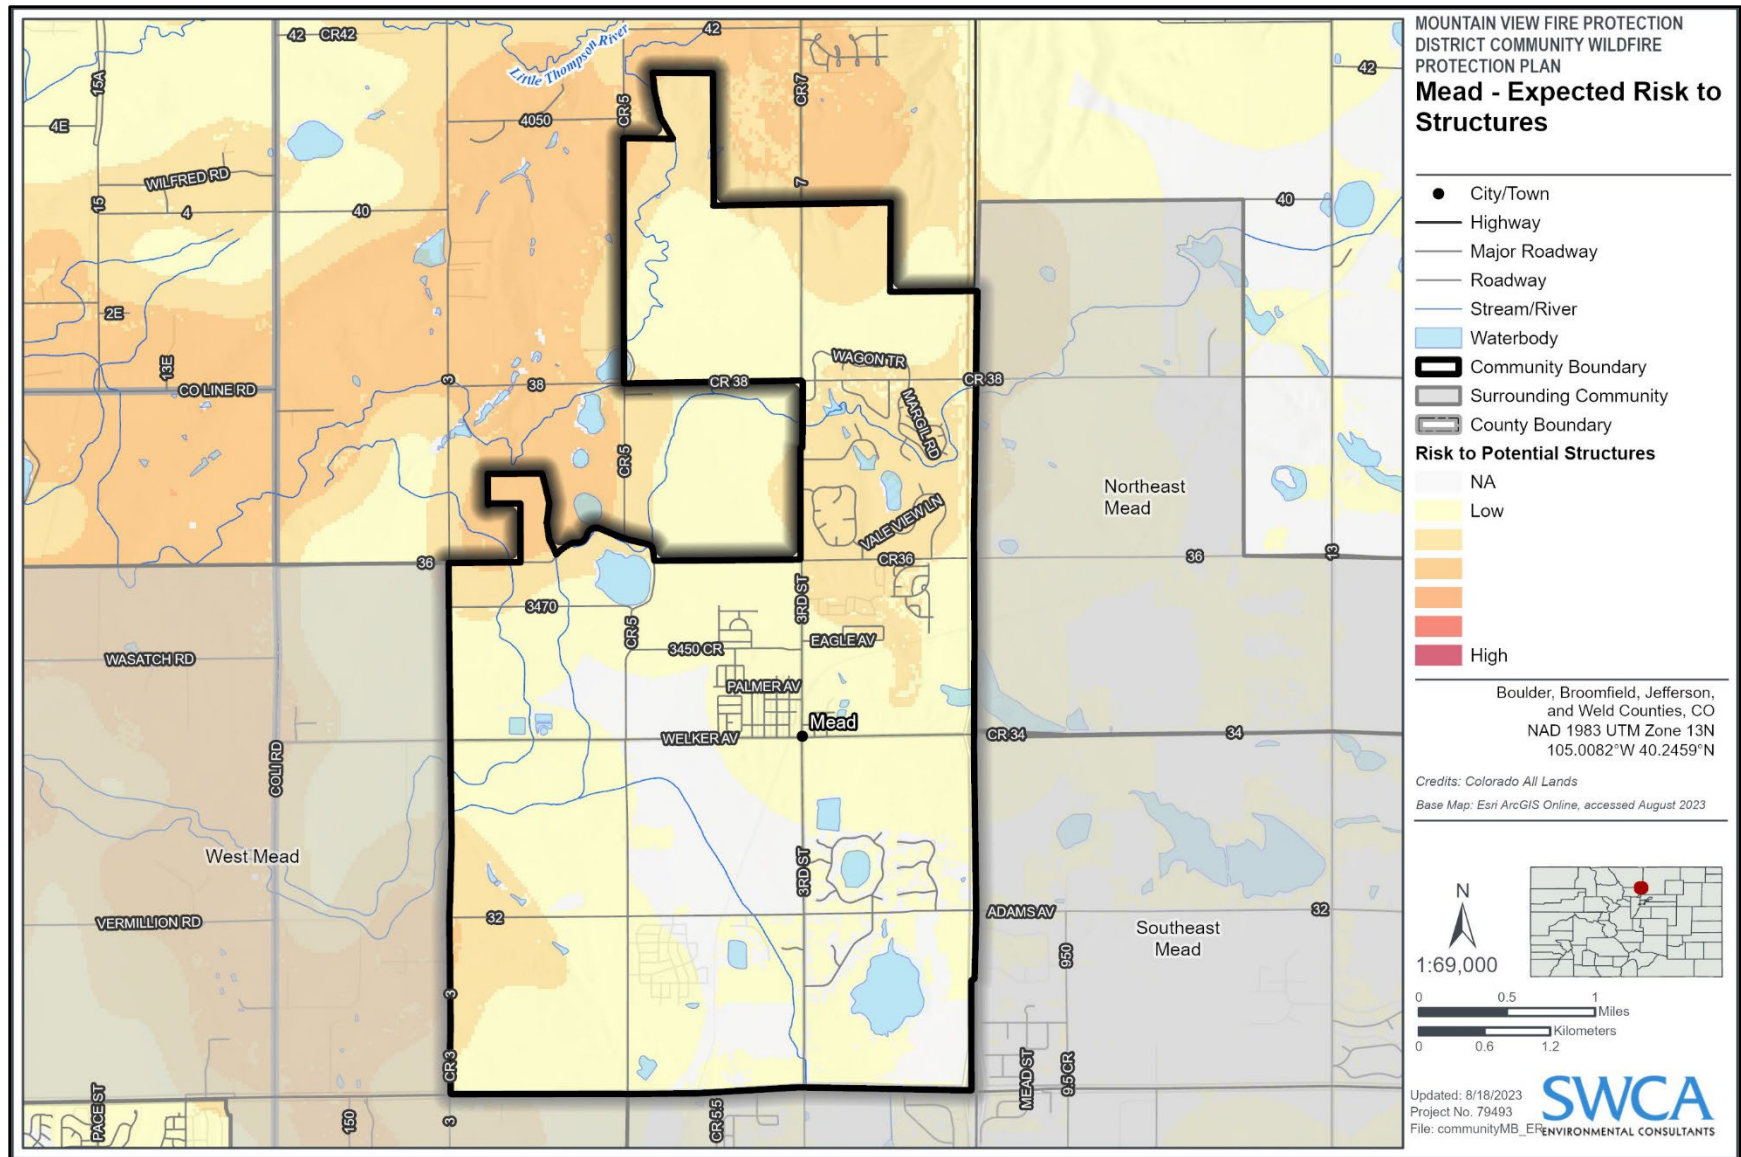 42
CR42
Little Thompson River
42
15A
CR 5
CR7
42
4E
4050
WILFRED RD
15
4
40
7
40
2E
13E
WAGON TR
3
38
CR 38
CR 38
CO LINE RD
MARGIL RD
CR 5
Northeast
Mead
VALE VIEW LN
36
CR36
36
13
3470
3RD ST
CR 5
EAGLE AV
3450 CR
WASATCH RD
PALMER AV
Mead
WELKER AV
CR 34
34
COLI RD
West Mead
3RD ST
VERMILLION RD
32
ADAMS AV
32
Southeast
Mead
950
3
CR 3
MEAD ST
9.5 CR
PACE ST
150
3
CR 5.5
MOUNTAIN VIEW FIRE PROTECTION
DISTRICT COMMUNITY WILDFIRE
PROTECTION PLAN
Mead - Expected Risk to
Structures
City/Town
Highway
Major Roadway
Roadway
Stream/River
Waterbody
Community Boundary
Surrounding Community
County Boundary
Risk to Potential Structures
NA
Low
High
Boulder, Broomfield, Jefferson,
and Weld Counties, CO
NAD 1983 UTM Zone 13N
105.0082°W 40.2459°N
Credits: Colorado All Lands
Base Map: Esri ArcGIS Online, accessed August 2023
N
1:69,000
0 0.5 1
Miles
Kilometers
0 0.6 1.2
Updated: 8/18/2023
Project No. 79493
File: communityMB_ER
SWCA
ENVIRONMENTAL CONSULTANTS